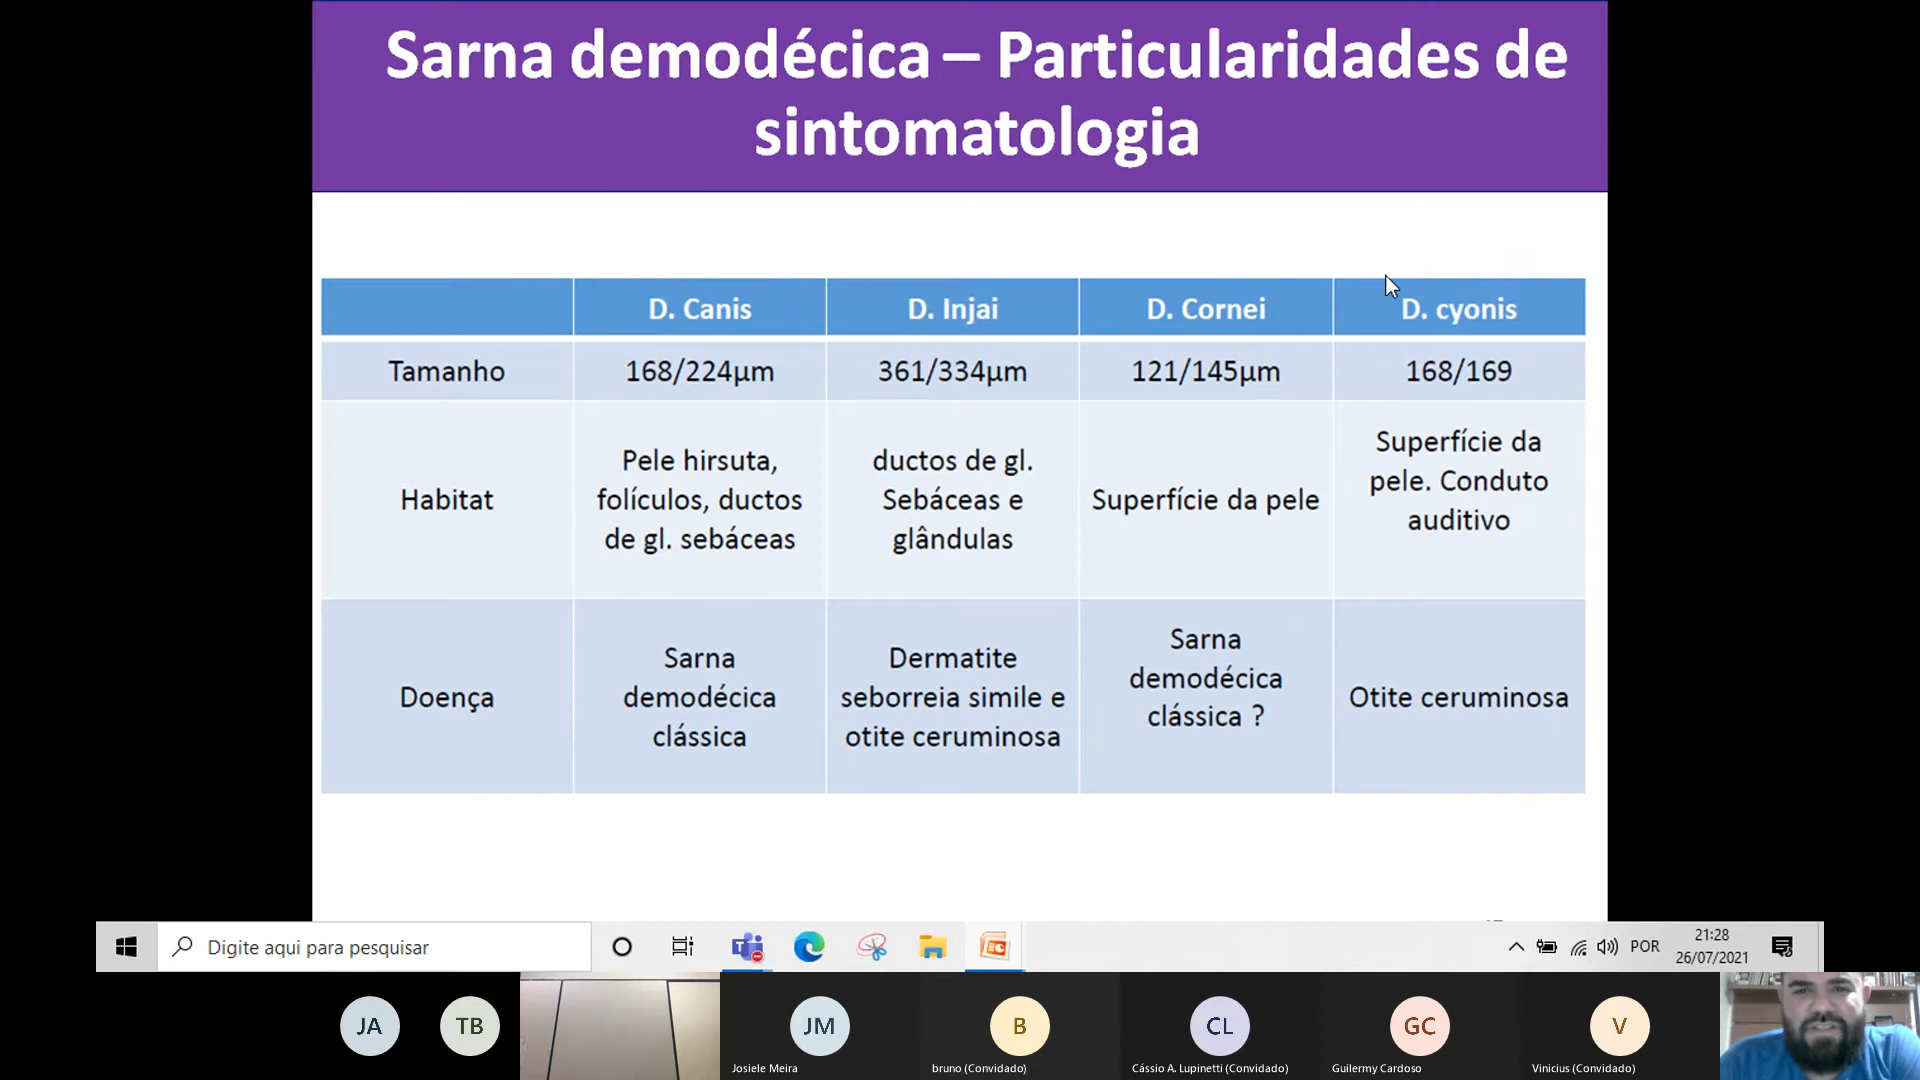 Sarna demodécica – Particularidades de
sintomatologia
D. Canis
D. Injai
D. Cornei
D. cyonis
Tamanho
168/224µm
361/334µm
121/145µm
168/169
Habitat
Pele hirsuta,
folículos, ductos
de gl. sebáceas
ductos de gl.
Sebáceas e
glândulas
Superfície da pele
Superfície da
pele. Conduto
auditivo
Doença
Sarna
demodécica
clássica
Dermatite
seborreia simile e
otite ceruminosa
Sarna
demodécica
clássica ?
Otite ceruminosa
Digite aqui para pesquisar
POR
21:28
26/07/2021
JA
TB
JM
Josiele Meira
B
bruno (Convidado)
CL
Cássio A. Lupinetti (Convidado)
GC
Guilermy Cardoso
V
Vinicius (Convidado)